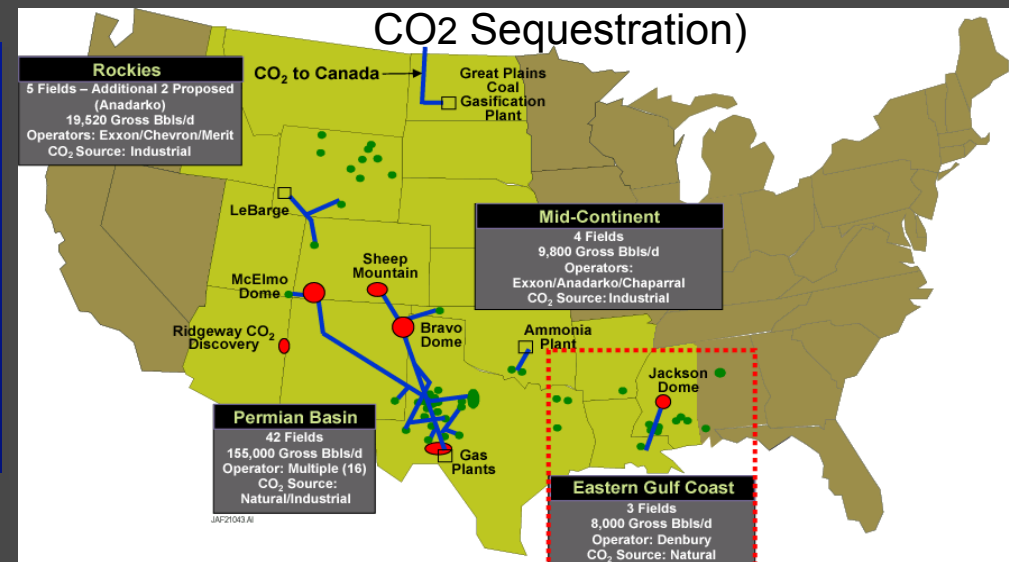 CO2 Sequestration)
Rockies
5 Fields – Additional 2 Proposed
(Anadarko)
19,520 Gross Bbls/d
Operators: Exxon/Chevron/Merit
CO₂ Source: Industrial
CO₂ to Canada
Great Plains
Coal
Gasification
Plant
LeBarge
Mid-Continent
4 Fields
9,800 Gross Bbls/d
Operators:
Exxon/Anadarko/Chaparral
CO₂ Source: Industrial
McElmo
Dome
Sheep
Mountain
Ridgeway CO₂
Discovery
Bravo
Dome
Ammonia
Plant
Jackson
Dome
Permian Basin
42 Fields
155,000 Gross Bbls/d
Operator: Multiple (16)
CO₂ Source:
Natural/Industrial
Gas
Plants
Eastern Gulf Coast
3 Fields
8,000 Gross Bbls/d
Operator: Denbury
CO₂ Source: Natural
JAF21043.AI